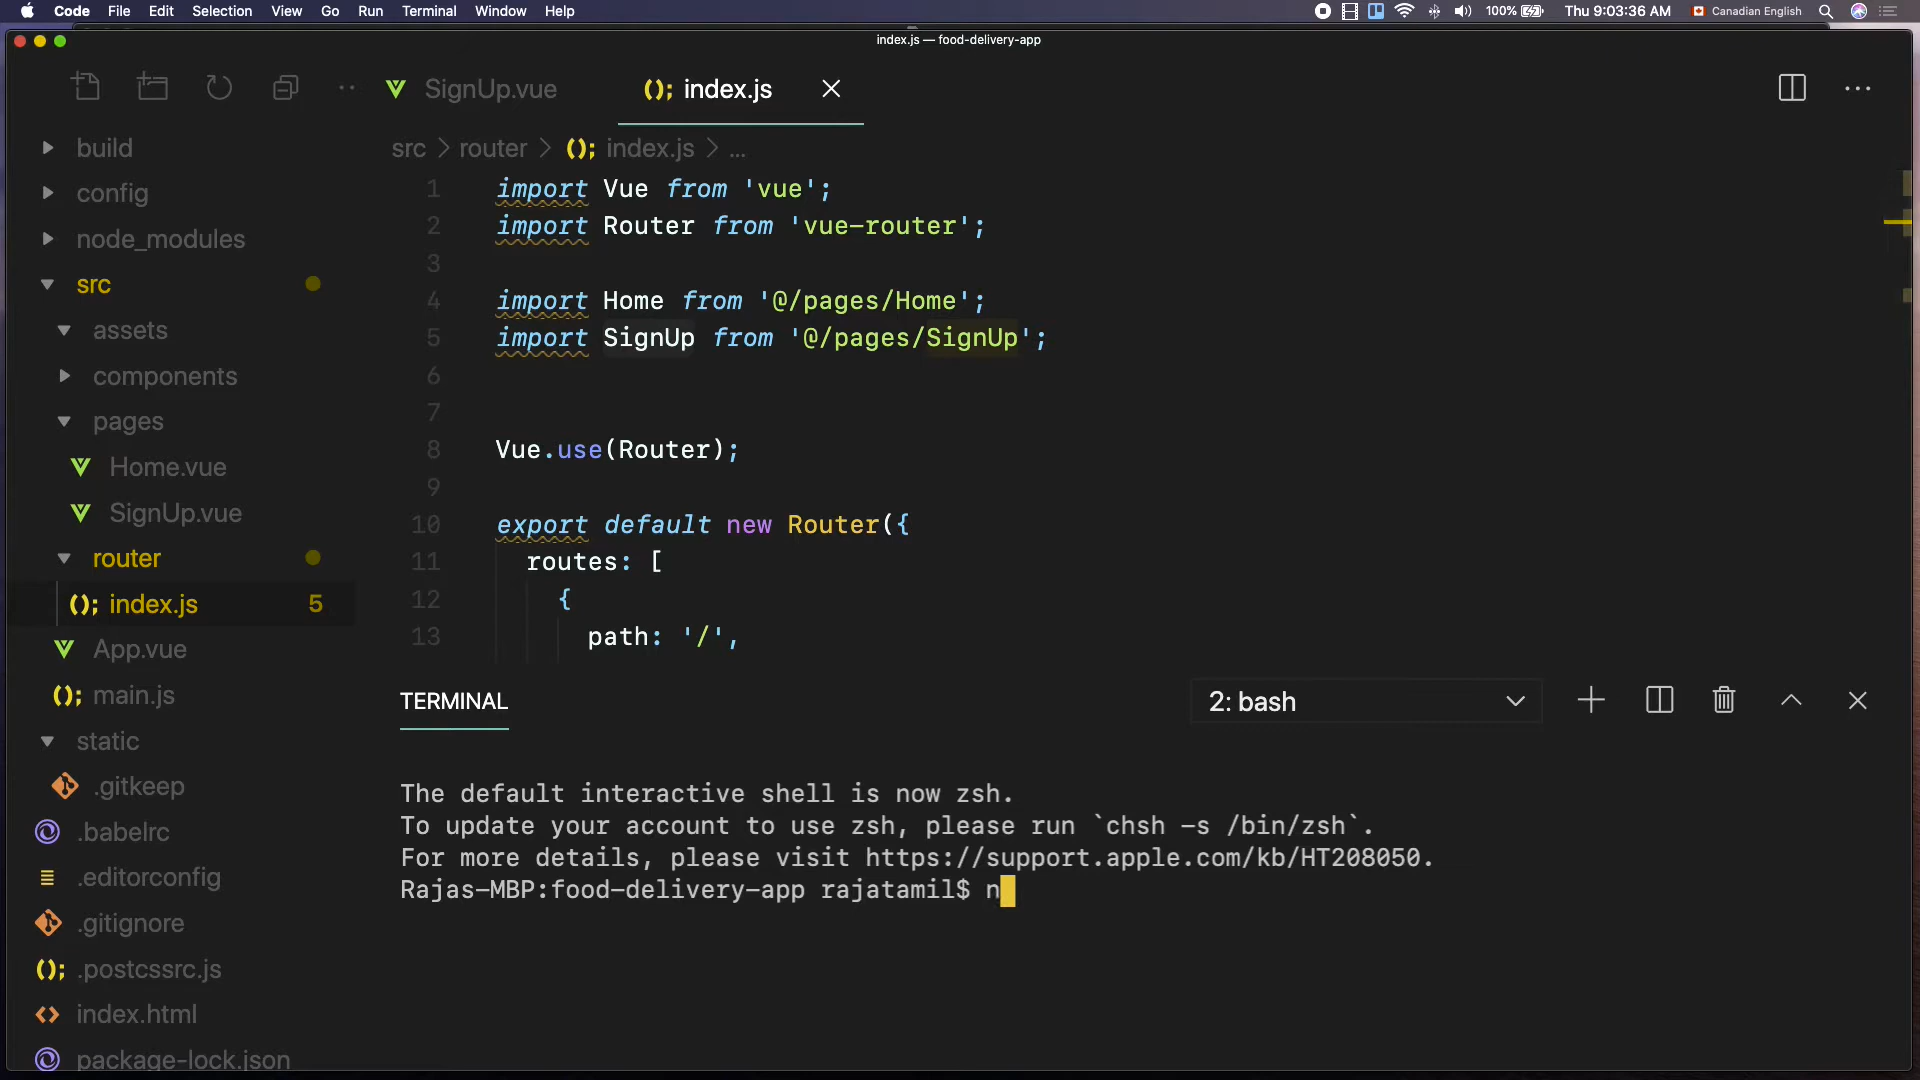 Code File Edit Selection View Go Run Terminal Window Help 100% Thu 9:03:36 AM Canadian English
index.js — food-delivery-app
SignUp.vue (); index.js
src > router > (); index.js > ...
build
config
node_modules
src
assets
components
pages
Home.vue
SignUp.vue
router
(); index.js 5
App.vue
(); main.js
static
.gitkeep
.babelrc
.editorconfig
.gitignore
(); .postcssrc.js
index.html
package-lock.json
1 import Vue from 'vue';
2 import Router from 'vue-router';
3
4 import Home from '@/pages/Home';
5 import SignUp from '@/pages/SignUp';
6
7
8 Vue.use(Router);
9
10 export default new Router({
11 routes: [
12 {
13 path: '/',
TERMINAL 2: bash
The default interactive shell is now zsh.
To update your account to use zsh, please run `chsh -s /bin/zsh`.
For more details, please visit https://support.apple.com/kb/HT208050.
Rajas-MBP:food-delivery-app rajatamil$ n